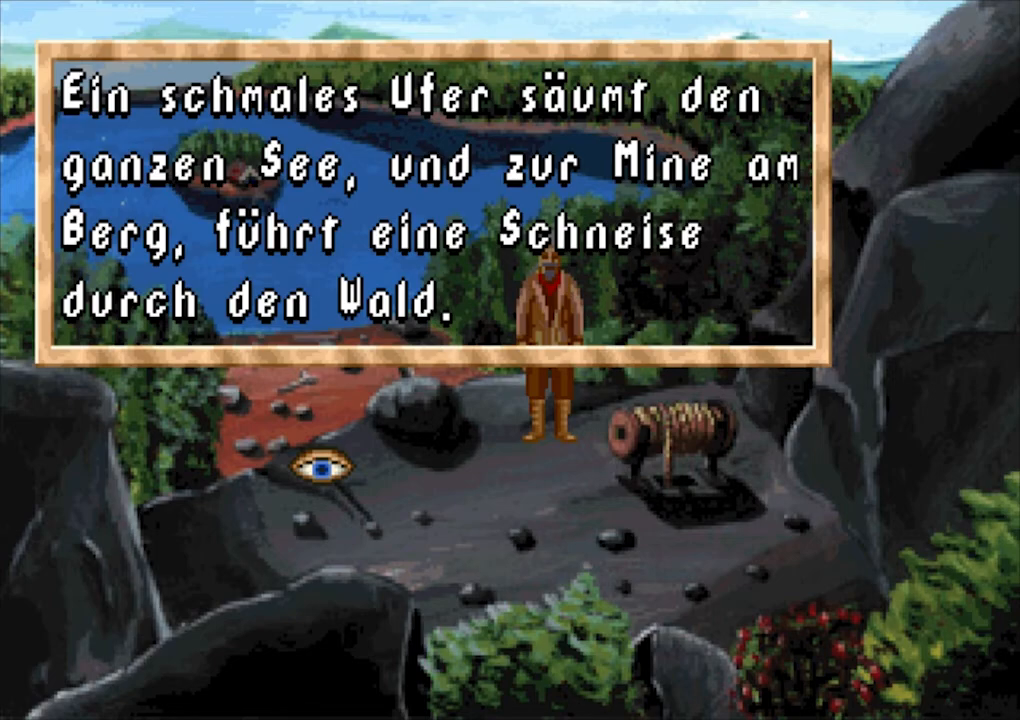 Ein schmales Ufer säumt den
ganzen See, und zur Mine am
Berg, führt eine Schneise
durch den Wald.